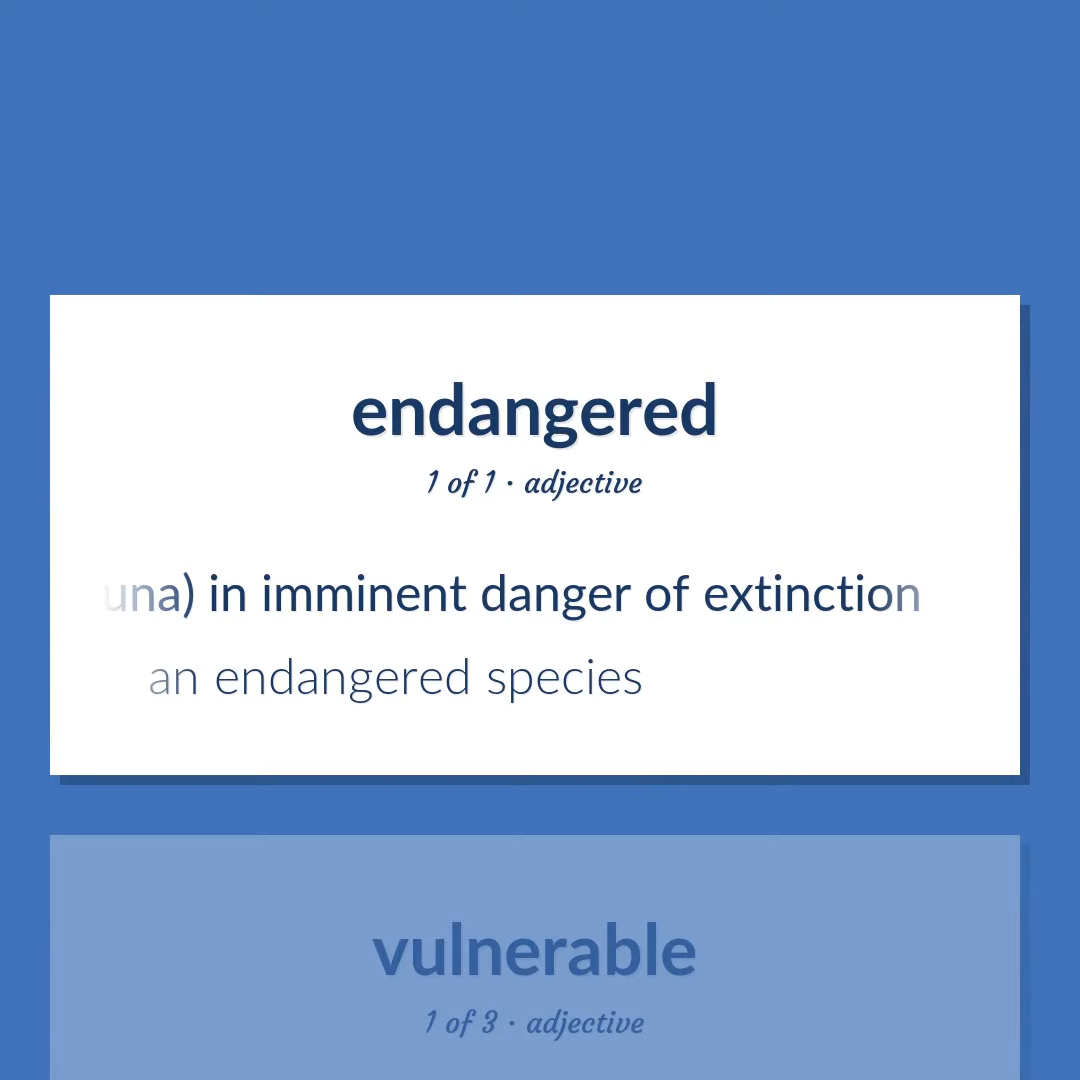 endangered
1 of 1 · adjective
una) in imminent danger of extinction
an endangered species
vulnerable
1 of 3 · adjective